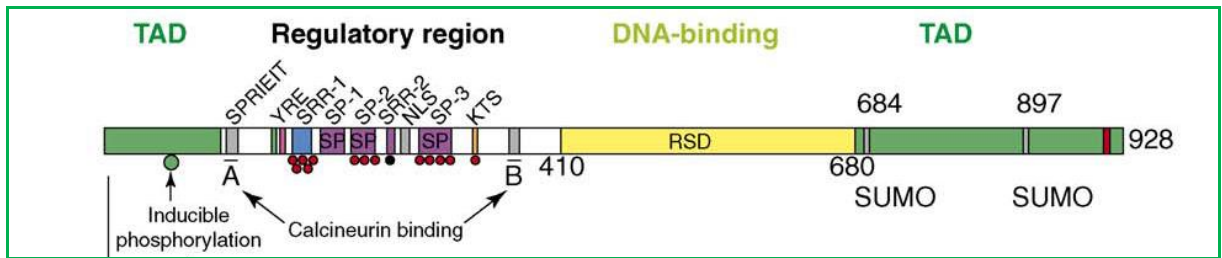 TAD Regulatory region DNA-binding TAD
SPRIEIT YRE SRR-1 SP-1 SP-2 SRR-2 NLS SP-3 KTS
684 897
SP SP SP RSD 928
A B 410 680
SUMO SUMO
Inducible
phosphorylation
Calcineurin binding